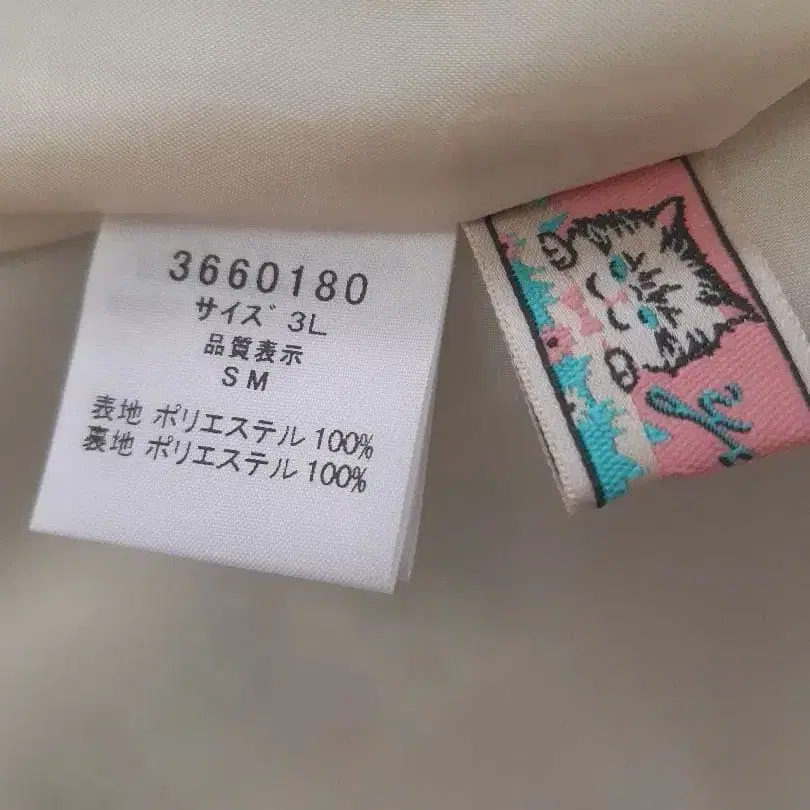 3660180
サイズ 3L
品質表示
SM
表地 ポリエステル 100%
裏地 ポリエステル 100%